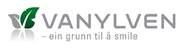 VANYLVEN
– ein grunn til å smile